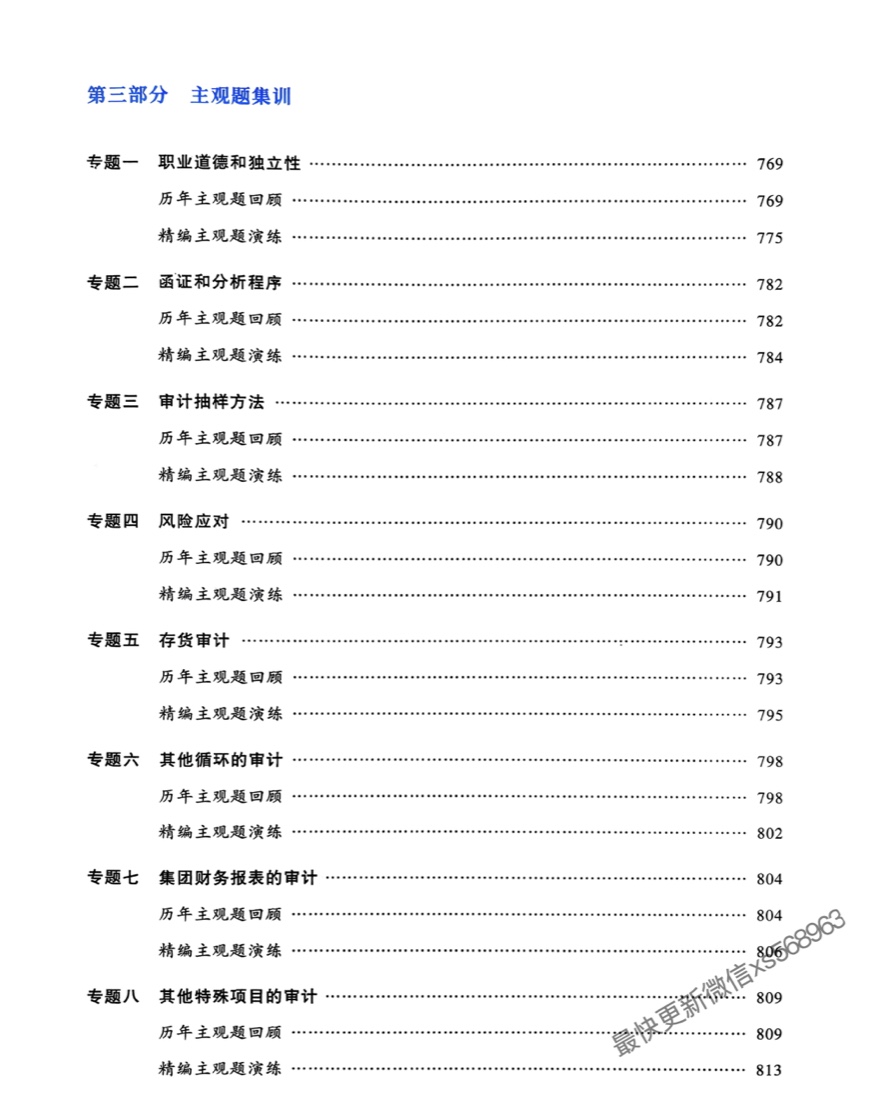 第三部分 主观题集训
专题一 职业道德和独立性 769
历年主观题回顾 769
精编主观题演练 775
专题二 函证和分析程序 782
历年主观题回顾 782
精编主观题演练 784
专题三 审计抽样方法 787
历年主观题回顾 787
精编主观题演练 788
专题四 风险应对 790
历年主观题回顾 790
精编主观题演练 791
专题五 存货审计 793
历年主观题回顾 793
精编主观题演练 795
专题六 其他循环的审计 798
历年主观题回顾 798
精编主观题演练 802
专题七 集团财务报表的审计 804
历年主观题回顾 804
精编主观题演练 806
专题八 其他特殊项目的审计 809
历年主观题回顾 809
精编主观题演练 813
最快更新微信xs568963